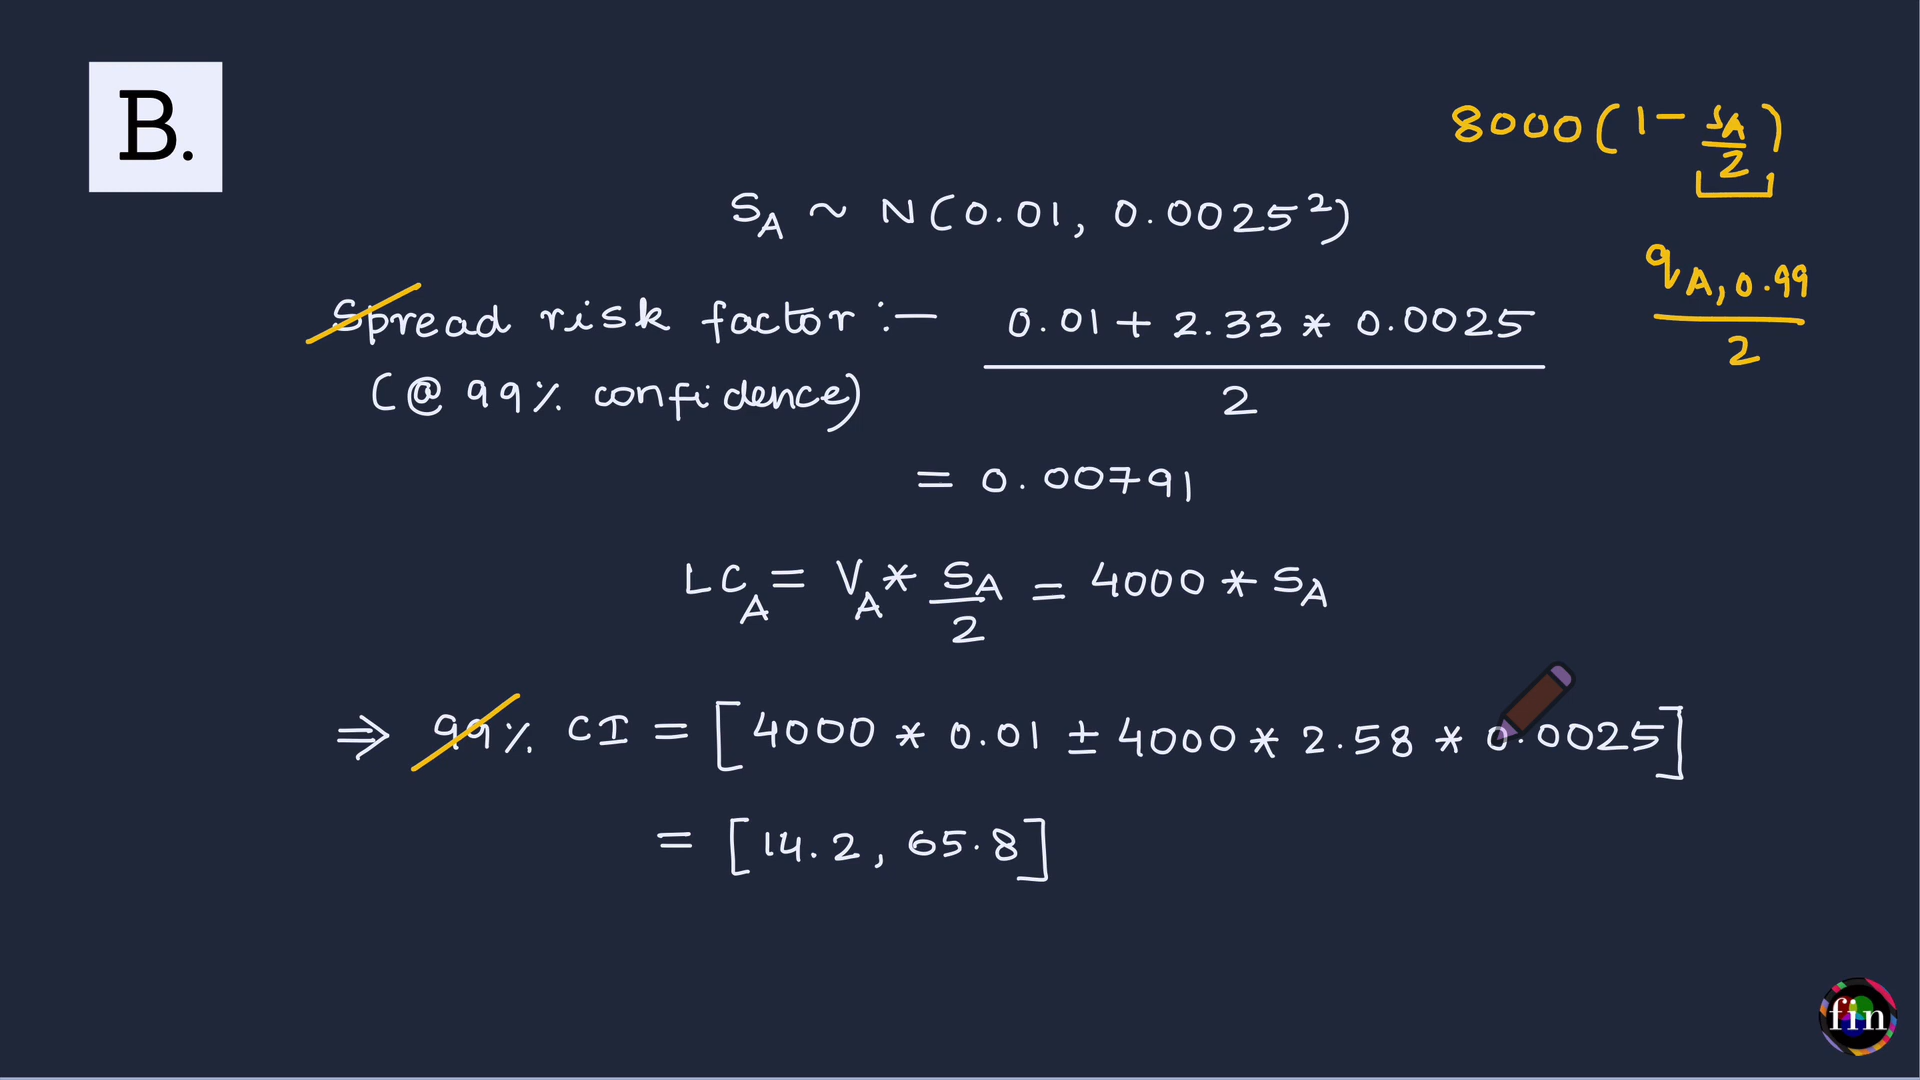 B.
8000(1 - SA/2)
SA ~ N(0.01, 0.0025²)
qA, 0.99 / 2
Spread risk factor :- (0.01 + 2.33 * 0.0025) / 2
(@ 99% confidence)
= 0.00791
LCA = VA * SA/2 = 4000 * SA
⇒ 99% CI = [4000 * 0.01 ± 4000 * 2.58 * 0.0025]
= [14.2, 65.8]
fin